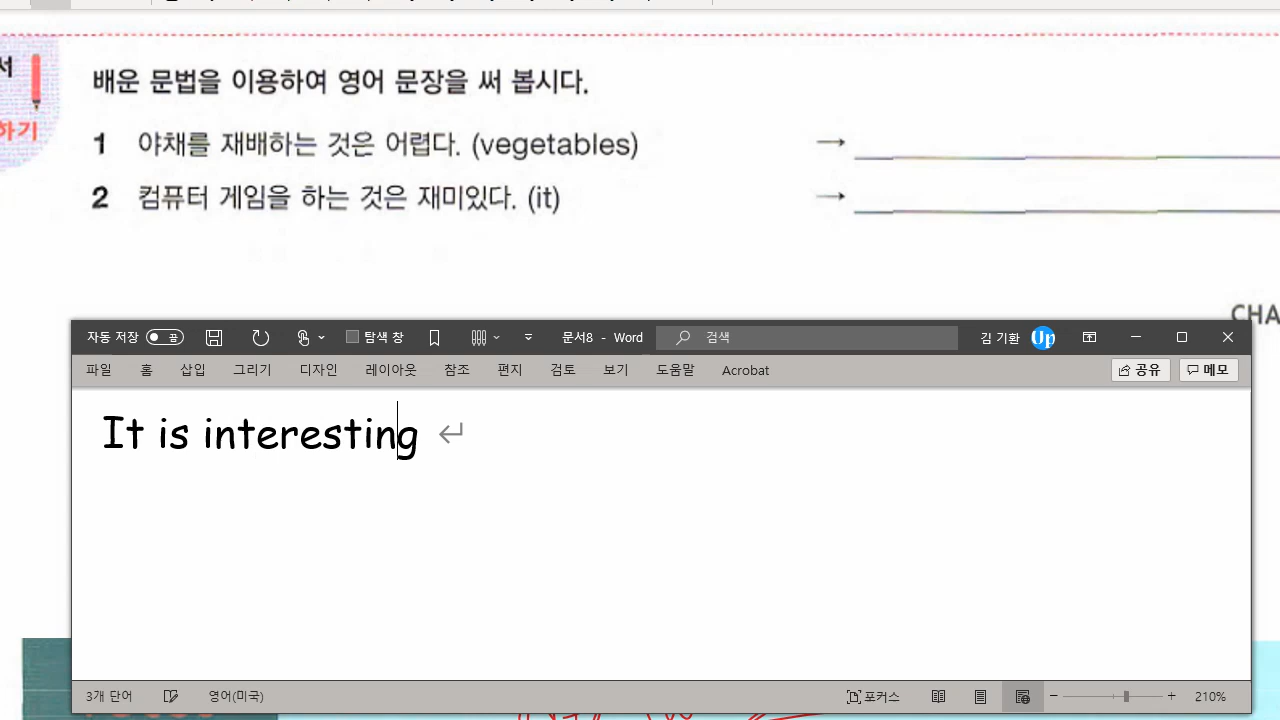 서
하기
배운 문법을 이용하여 영어 문장을 써 봅시다.
1 야채를 재배하는 것은 어렵다. (vegetables) →
2 컴퓨터 게임을 하는 것은 재미있다. (it) →
CHA
자동 저장 끔 탐색 창 문서8 - Word 검색 김 기환 Up
파일 홈 삽입 그리기 디자인 레이아웃 참조 편지 검토 보기 도움말 Acrobat 공유 메모
It is interesting
3개 단어 영어(미국) 포커스 210%